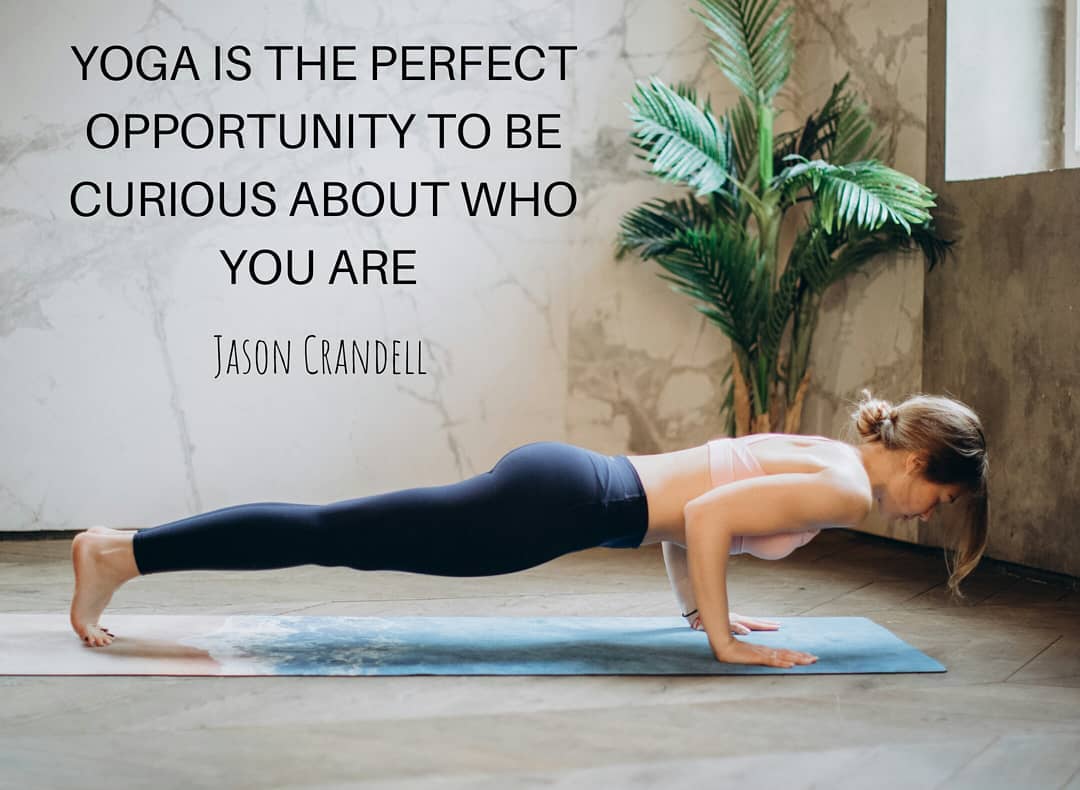 YOGA IS THE PERFECT
OPPORTUNITY TO BE
CURIOUS ABOUT WHO
YOU ARE
JASON CRANDELL